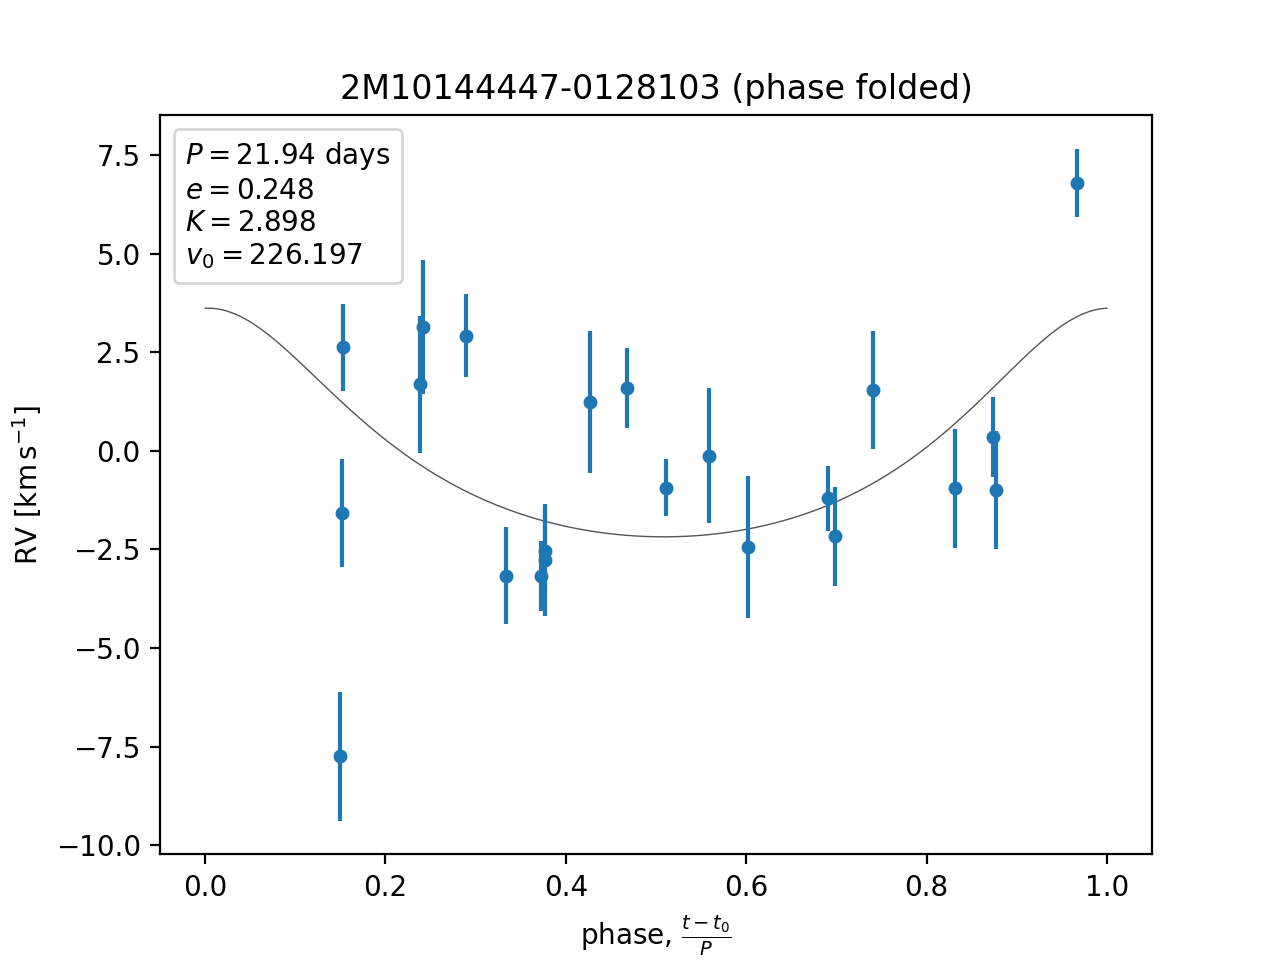 2M10144447-0128103 (phase folded)
P = 21.94 days
e = 0.248
K = 2.898
v₀ = 226.197
7.5
5.0
2.5
0.0
−2.5
−5.0
−7.5
−10.0
RV [km s⁻¹]
0.0 0.2 0.4 0.6 0.8 1.0
phase, (t − t₀)/P